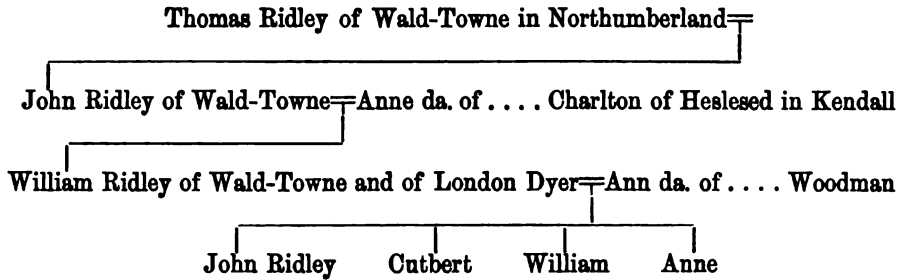 Thomas Ridley of Wald-Towne in Northumberland=
John Ridley of Wald-Towne=Anne da. of .... Charlton of Heslesed in Kendall
William Ridley of Wald-Towne and of London Dyer=Ann da. of .... Woodman
John Ridley Cutbert William Anne